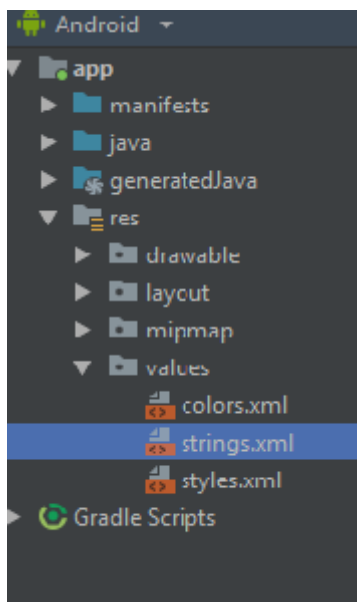 Android
app
manifests
java
generatedJava
res
drawable
layout
mipmap
values
colors.xml
strings.xml
styles.xml
Gradle Scripts